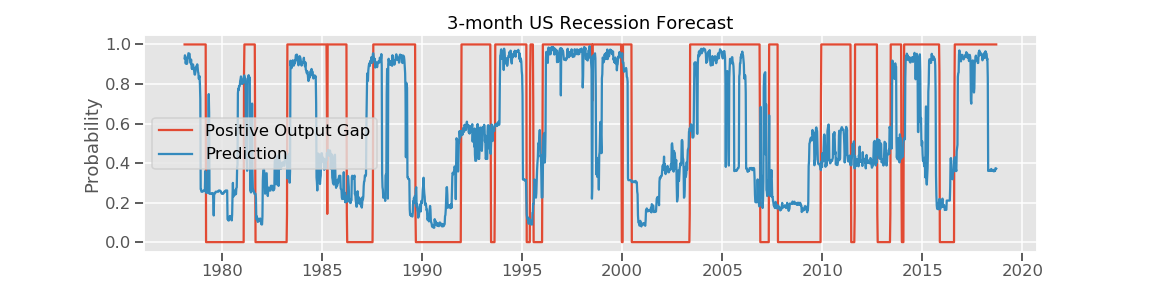 3-month US Recession Forecast
1.0
0.8
0.6
0.4
0.2
0.0
Probability
Positive Output Gap
Prediction
1980 1985 1990 1995 2000 2005 2010 2015 2020